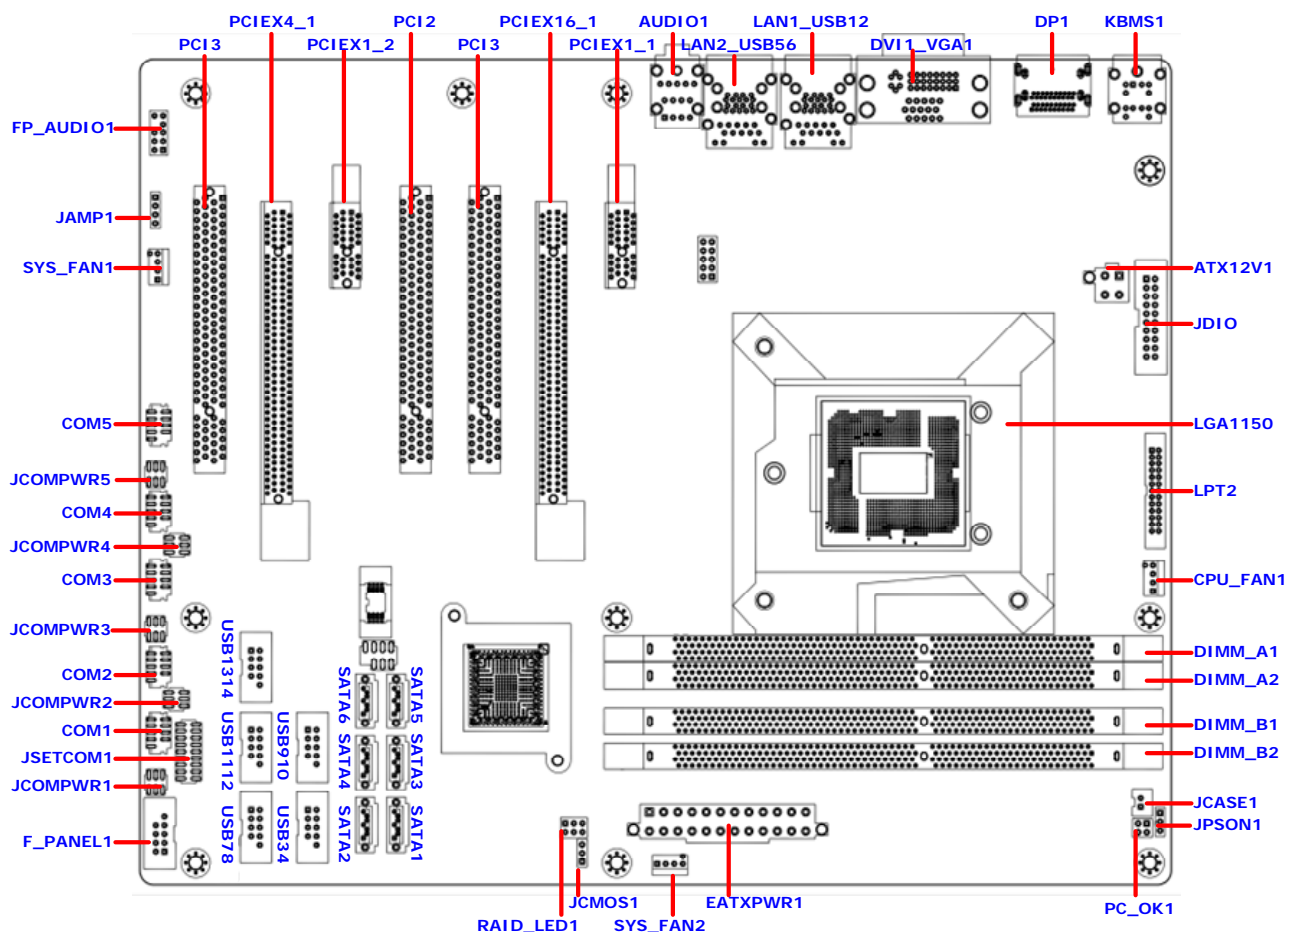 PCIEX4_1
PCI2
PCIEX16_1
AUDIO1
LAN1_USB12
DP1
KBMS1
PCI3
PCIEX1_2
PCI3
PCIEX1_1
LAN2_USB56
DVI1_VGA1
FP_AUDIO1
JAMP1
SYS_FAN1
ATX12V1
JDIO
COM5
LGA1150
JCOMPWR5
LPT2
COM4
JCOMPWR4
COM3
CPU_FAN1
JCOMPWR3
USB1314
DIMM_A1
COM2
DIMM_A2
JCOMPWR2
SATA6
SATA5
COM1
DIMM_B1
JSETCOM1
USB1112
USB910
SATA4
SATA3
DIMM_B2
JCOMPWR1
JCASE1
JPSON1
F_PANEL1
USB78
USB34
SATA2
SATA1
JCMOS1
EATXPWR1
PC_OK1
RAID_LED1
SYS_FAN2